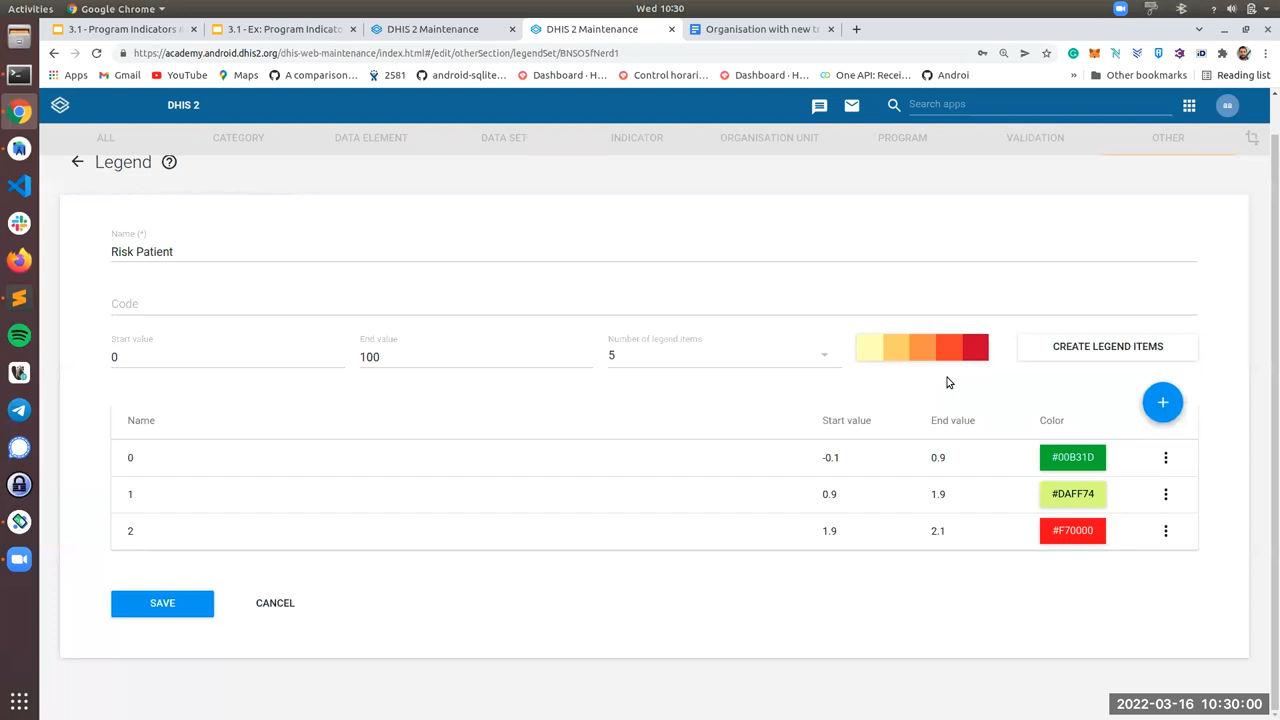 Activities Google Chrome Wed 10:30
3.1 - Program Indicators e 3.1 - Ex: Program Indicato DHIS 2 Maintenance DHIS 2 Maintenance Organisation with new t
https://academy.android.dhis2.org/dhis-web-maintenance/index.html#/edit/otherSection/legendSet/BNSOSfNerd1
Apps Gmail YouTube Maps A comparison... 2581 android-sqlite... Dashboard · H... Control horari... Dashboard · H... One API: Recei... Androi » Other bookmarks Reading list
DHIS 2 Search apps aa
ALL CATEGORY DATA ELEMENT DATA SET INDICATOR ORGANISATION UNIT PROGRAM VALIDATION OTHER
Legend
Name (*)
Risk Patient
Code
Start value End value Number of legend items
0 100 5 CREATE LEGEND ITEMS
Name Start value End value Color
0 -0.1 0.9 #00B31D
1 0.9 1.9 #DAFF74
2 1.9 2.1 #F70000
SAVE CANCEL
2022-03-16 10:30:00